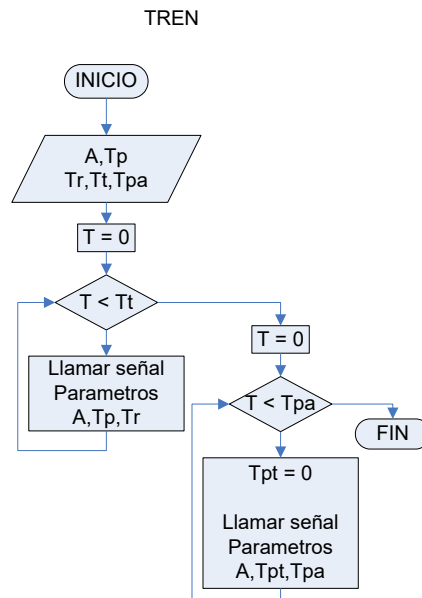 TREN
INICIO
A,Tp
Tr,Tt,Tpa
T = 0
T < Tt
Llamar señal
Parametros
A,Tp,Tr
T = 0
T < Tpa
FIN
Tpt = 0
Llamar señal
Parametros
A,Tpt,Tpa